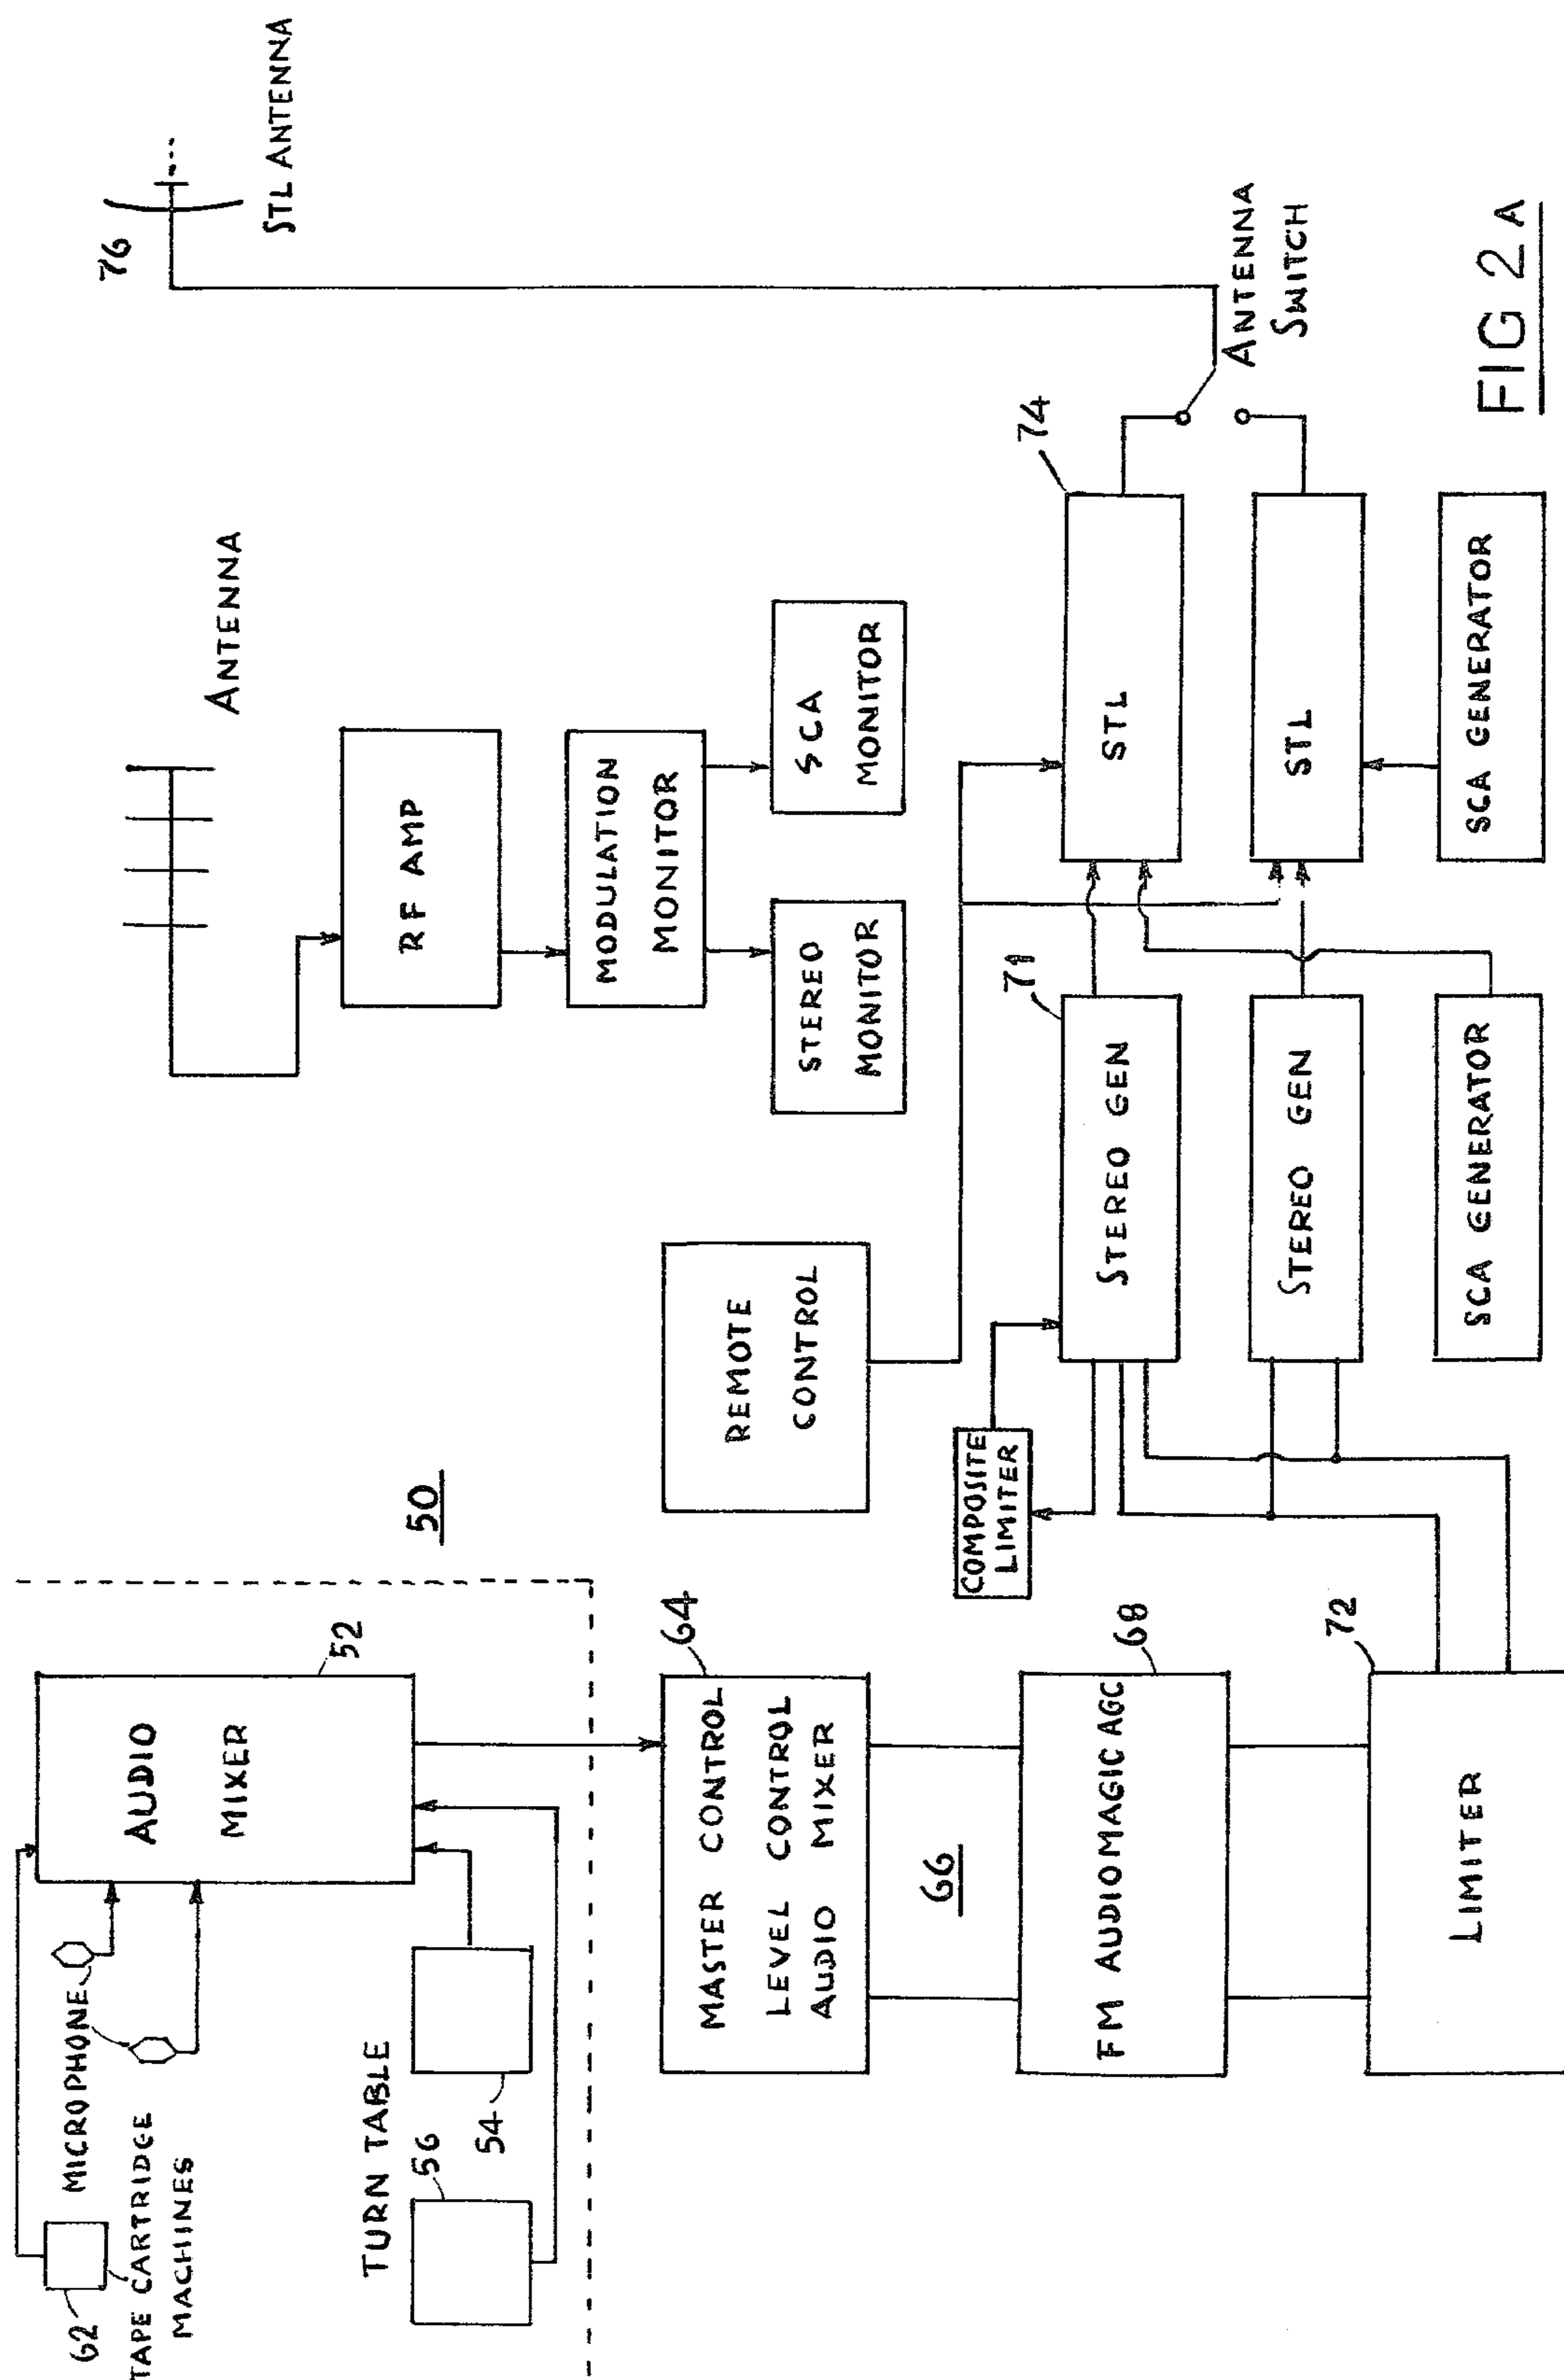 62
TAPE CARTRIDGE
MACHINES
MICROPHONE
AUDIO
MIXER
52
TURN TABLE
56
54
50
ANTENNA
RF AMP
MODULATION
MONITOR
STEREO
MONITOR
SCA
MONITOR
76
STL ANTENNA
MASTER CONTROL
LEVEL CONTROL
AUDIO MIXER
64
66
REMOTE
CONTROL
FM AUDIOMAGIC AGC
68
COMPOSITE
LIMITER
STEREO GEN
71
STL
74
STEREO GEN
STL
ANTENNA
SWITCH
LIMITER
72
SCA GENERATOR
SCA GENERATOR
FIG 2A